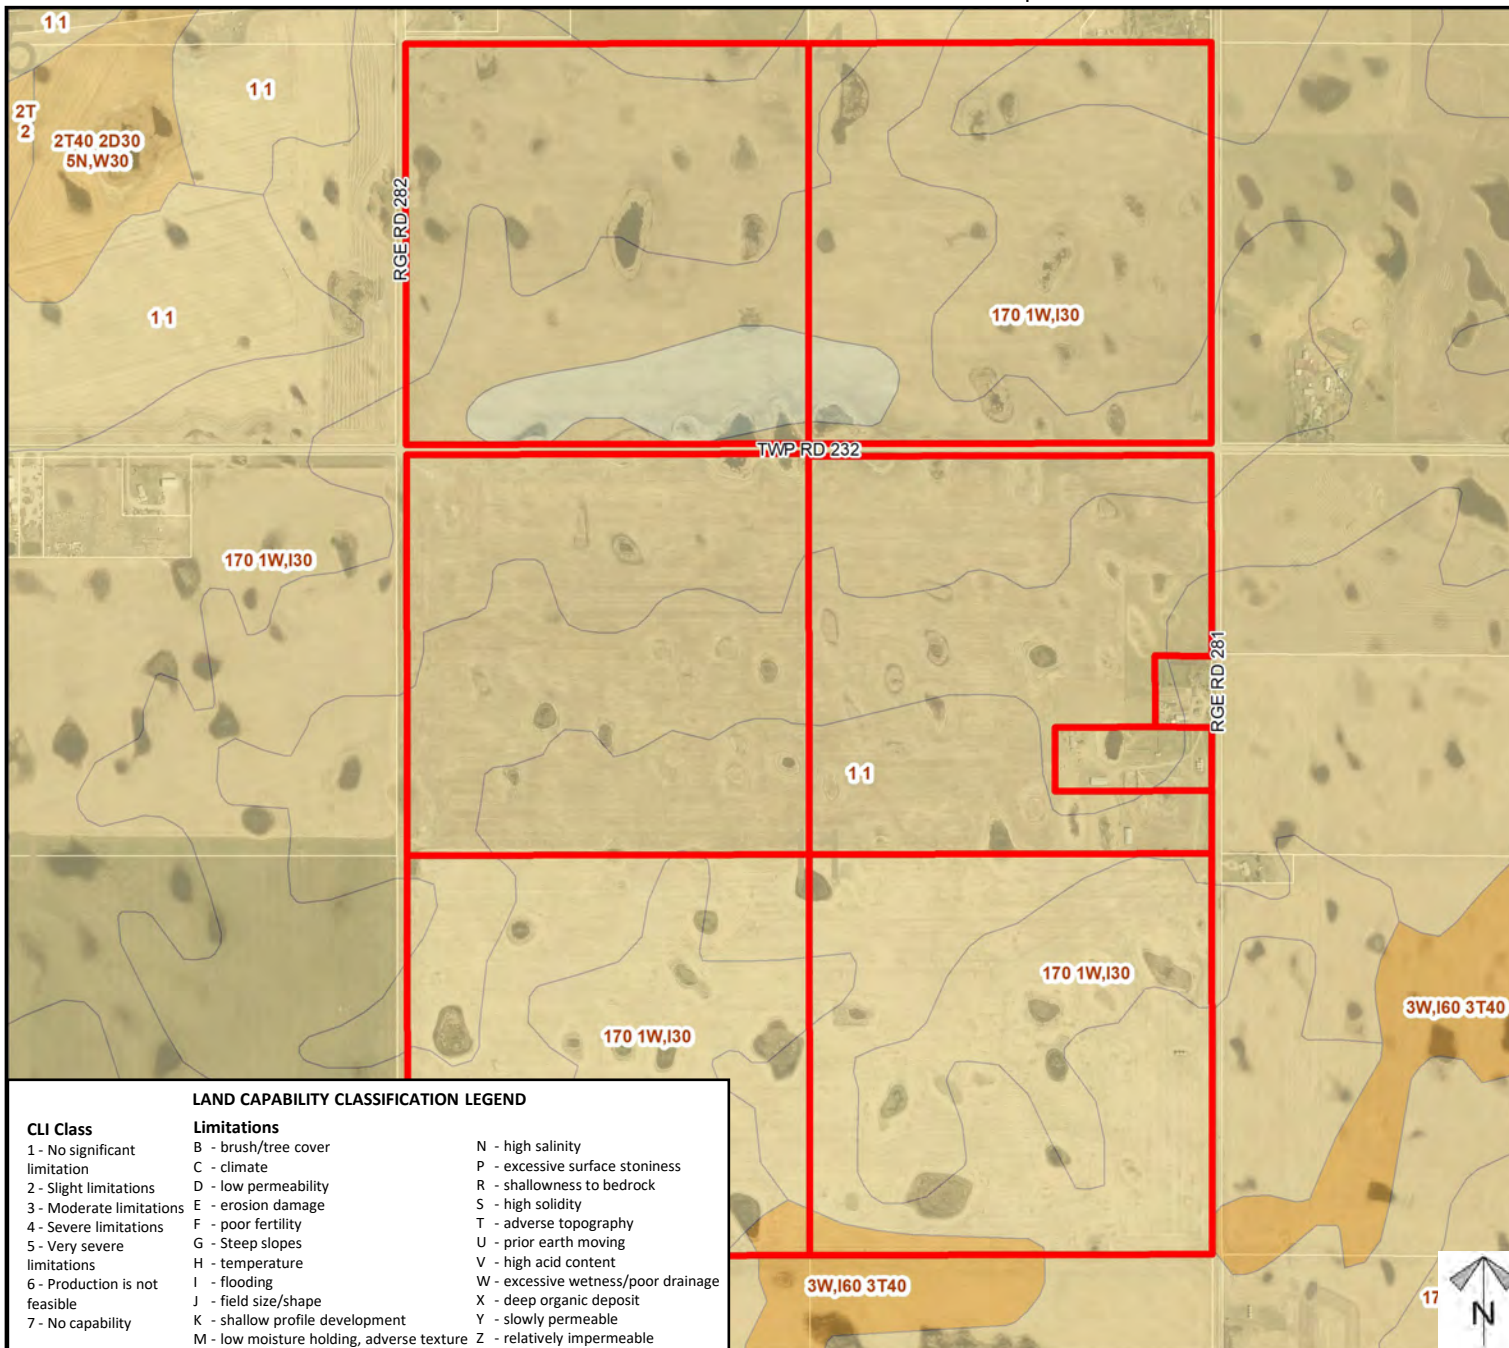 1 1
1 1
2T
2
2T40 2D30
5N,W30
RGE RD 282
1 1
170 1W,I30
TWP RD 232
170 1W,I30
RGE RD 281
1 1
170 1W,I30
170 1W,I30
3W,I60 3T40
3W,I60 3T40
17
N
LAND CAPABILITY CLASSIFICATION LEGEND
CLI Class
1 - No significant
limitation
2 - Slight limitations
3 - Moderate limitations
4 - Severe limitations
5 - Very severe
limitations
6 - Production is not
feasible
7 - No capability
Limitations
B - brush/tree cover
C - climate
D - low permeability
E - erosion damage
F - poor fertility
G - Steep slopes
H - temperature
I - flooding
J - field size/shape
K - shallow profile development
M - low moisture holding, adverse texture
N - high salinity
P - excessive surface stoniness
R - shallowness to bedrock
S - high solidity
T - adverse topography
U - prior earth moving
V - high acid content
W - excessive wetness/poor drainage
X - deep organic deposit
Y - slowly permeable
Z - relatively impermeable